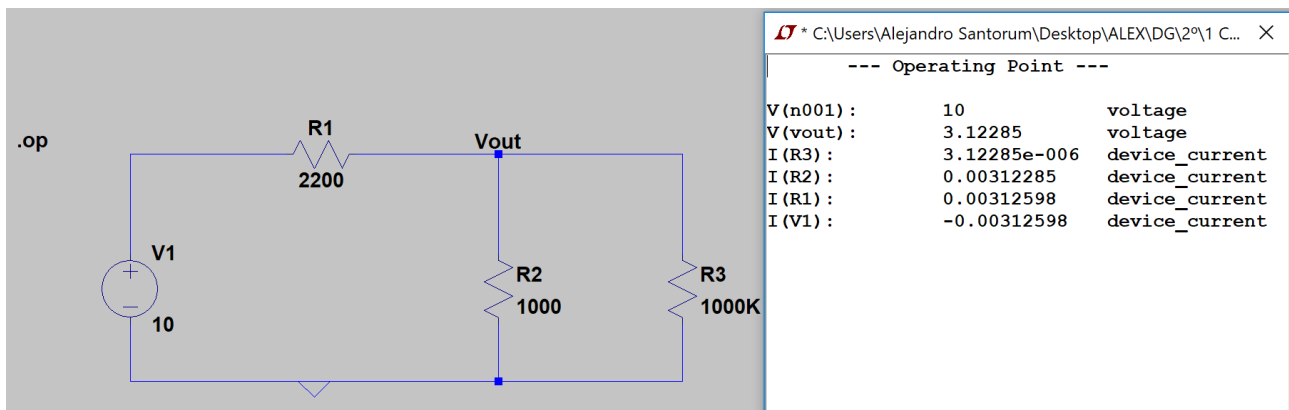 .op
R1
2200
Vout
V1
10
R2
1000
R3
1000K
* C:\Users\Alejandro Santorum\Desktop\ALEX\DG\2º\1 C...
--- Operating Point ---
V(n001): 10 voltage
V(vout): 3.12285 voltage
I(R3): 3.12285e-006 device_current
I(R2): 0.00312285 device_current
I(R1): 0.00312598 device_current
I(V1): -0.00312598 device_current